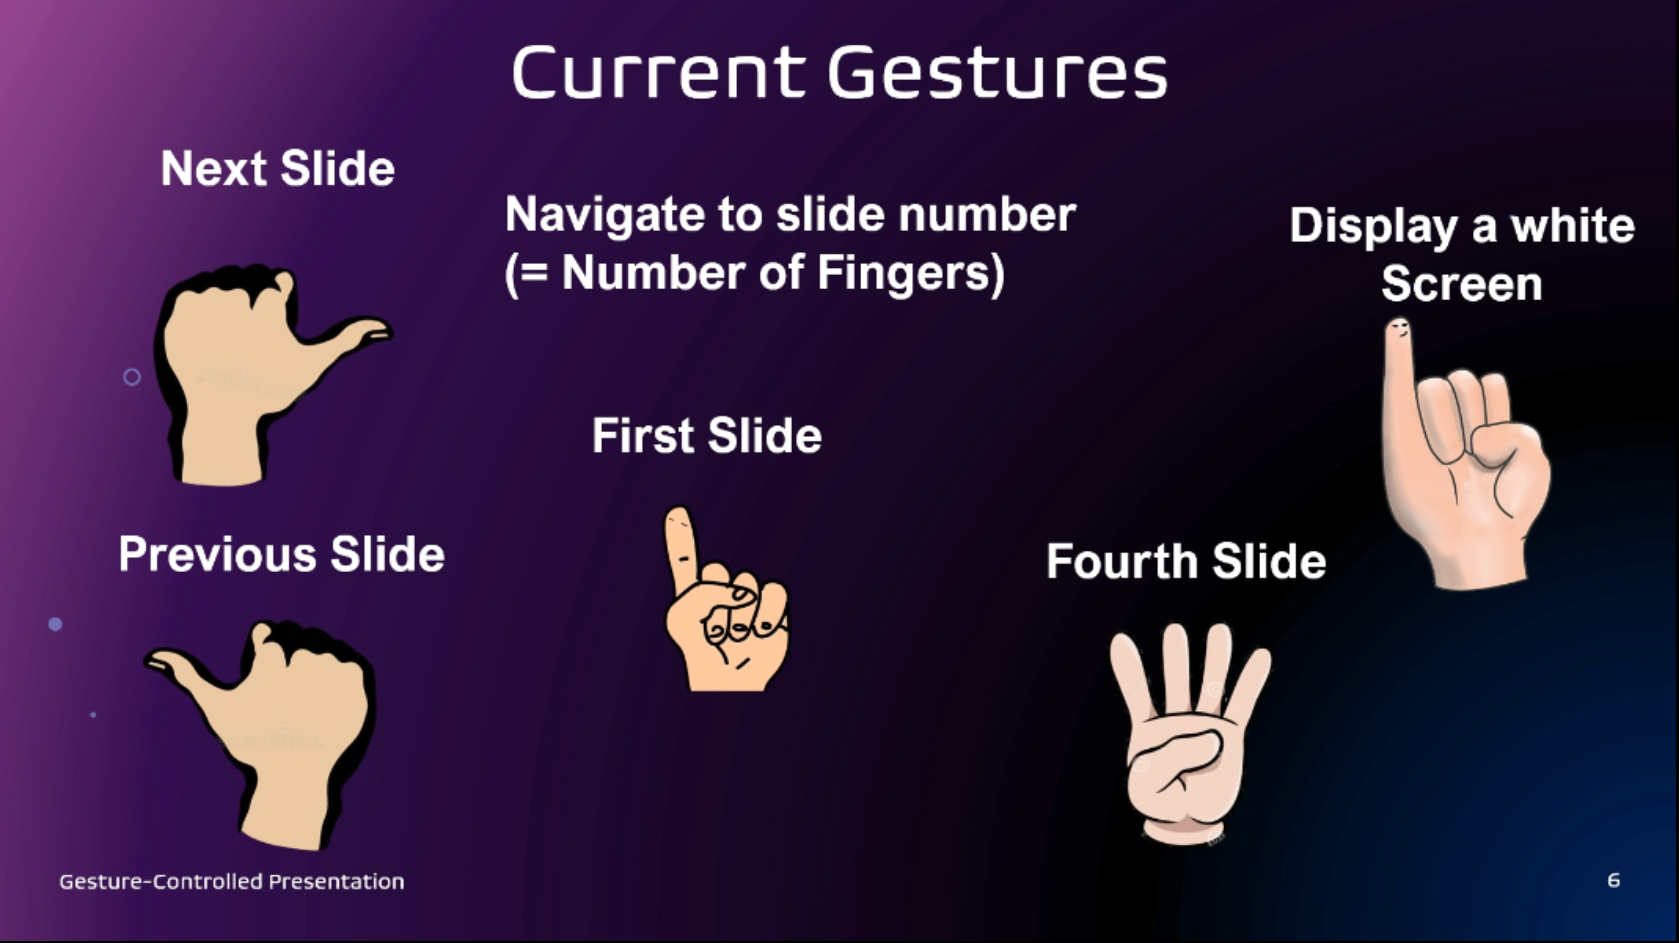 Current Gestures
Next Slide
Navigate to slide number
(= Number of Fingers)
Display a white
Screen
First Slide
Previous Slide
Fourth Slide
Gesture-Controlled Presentation
6